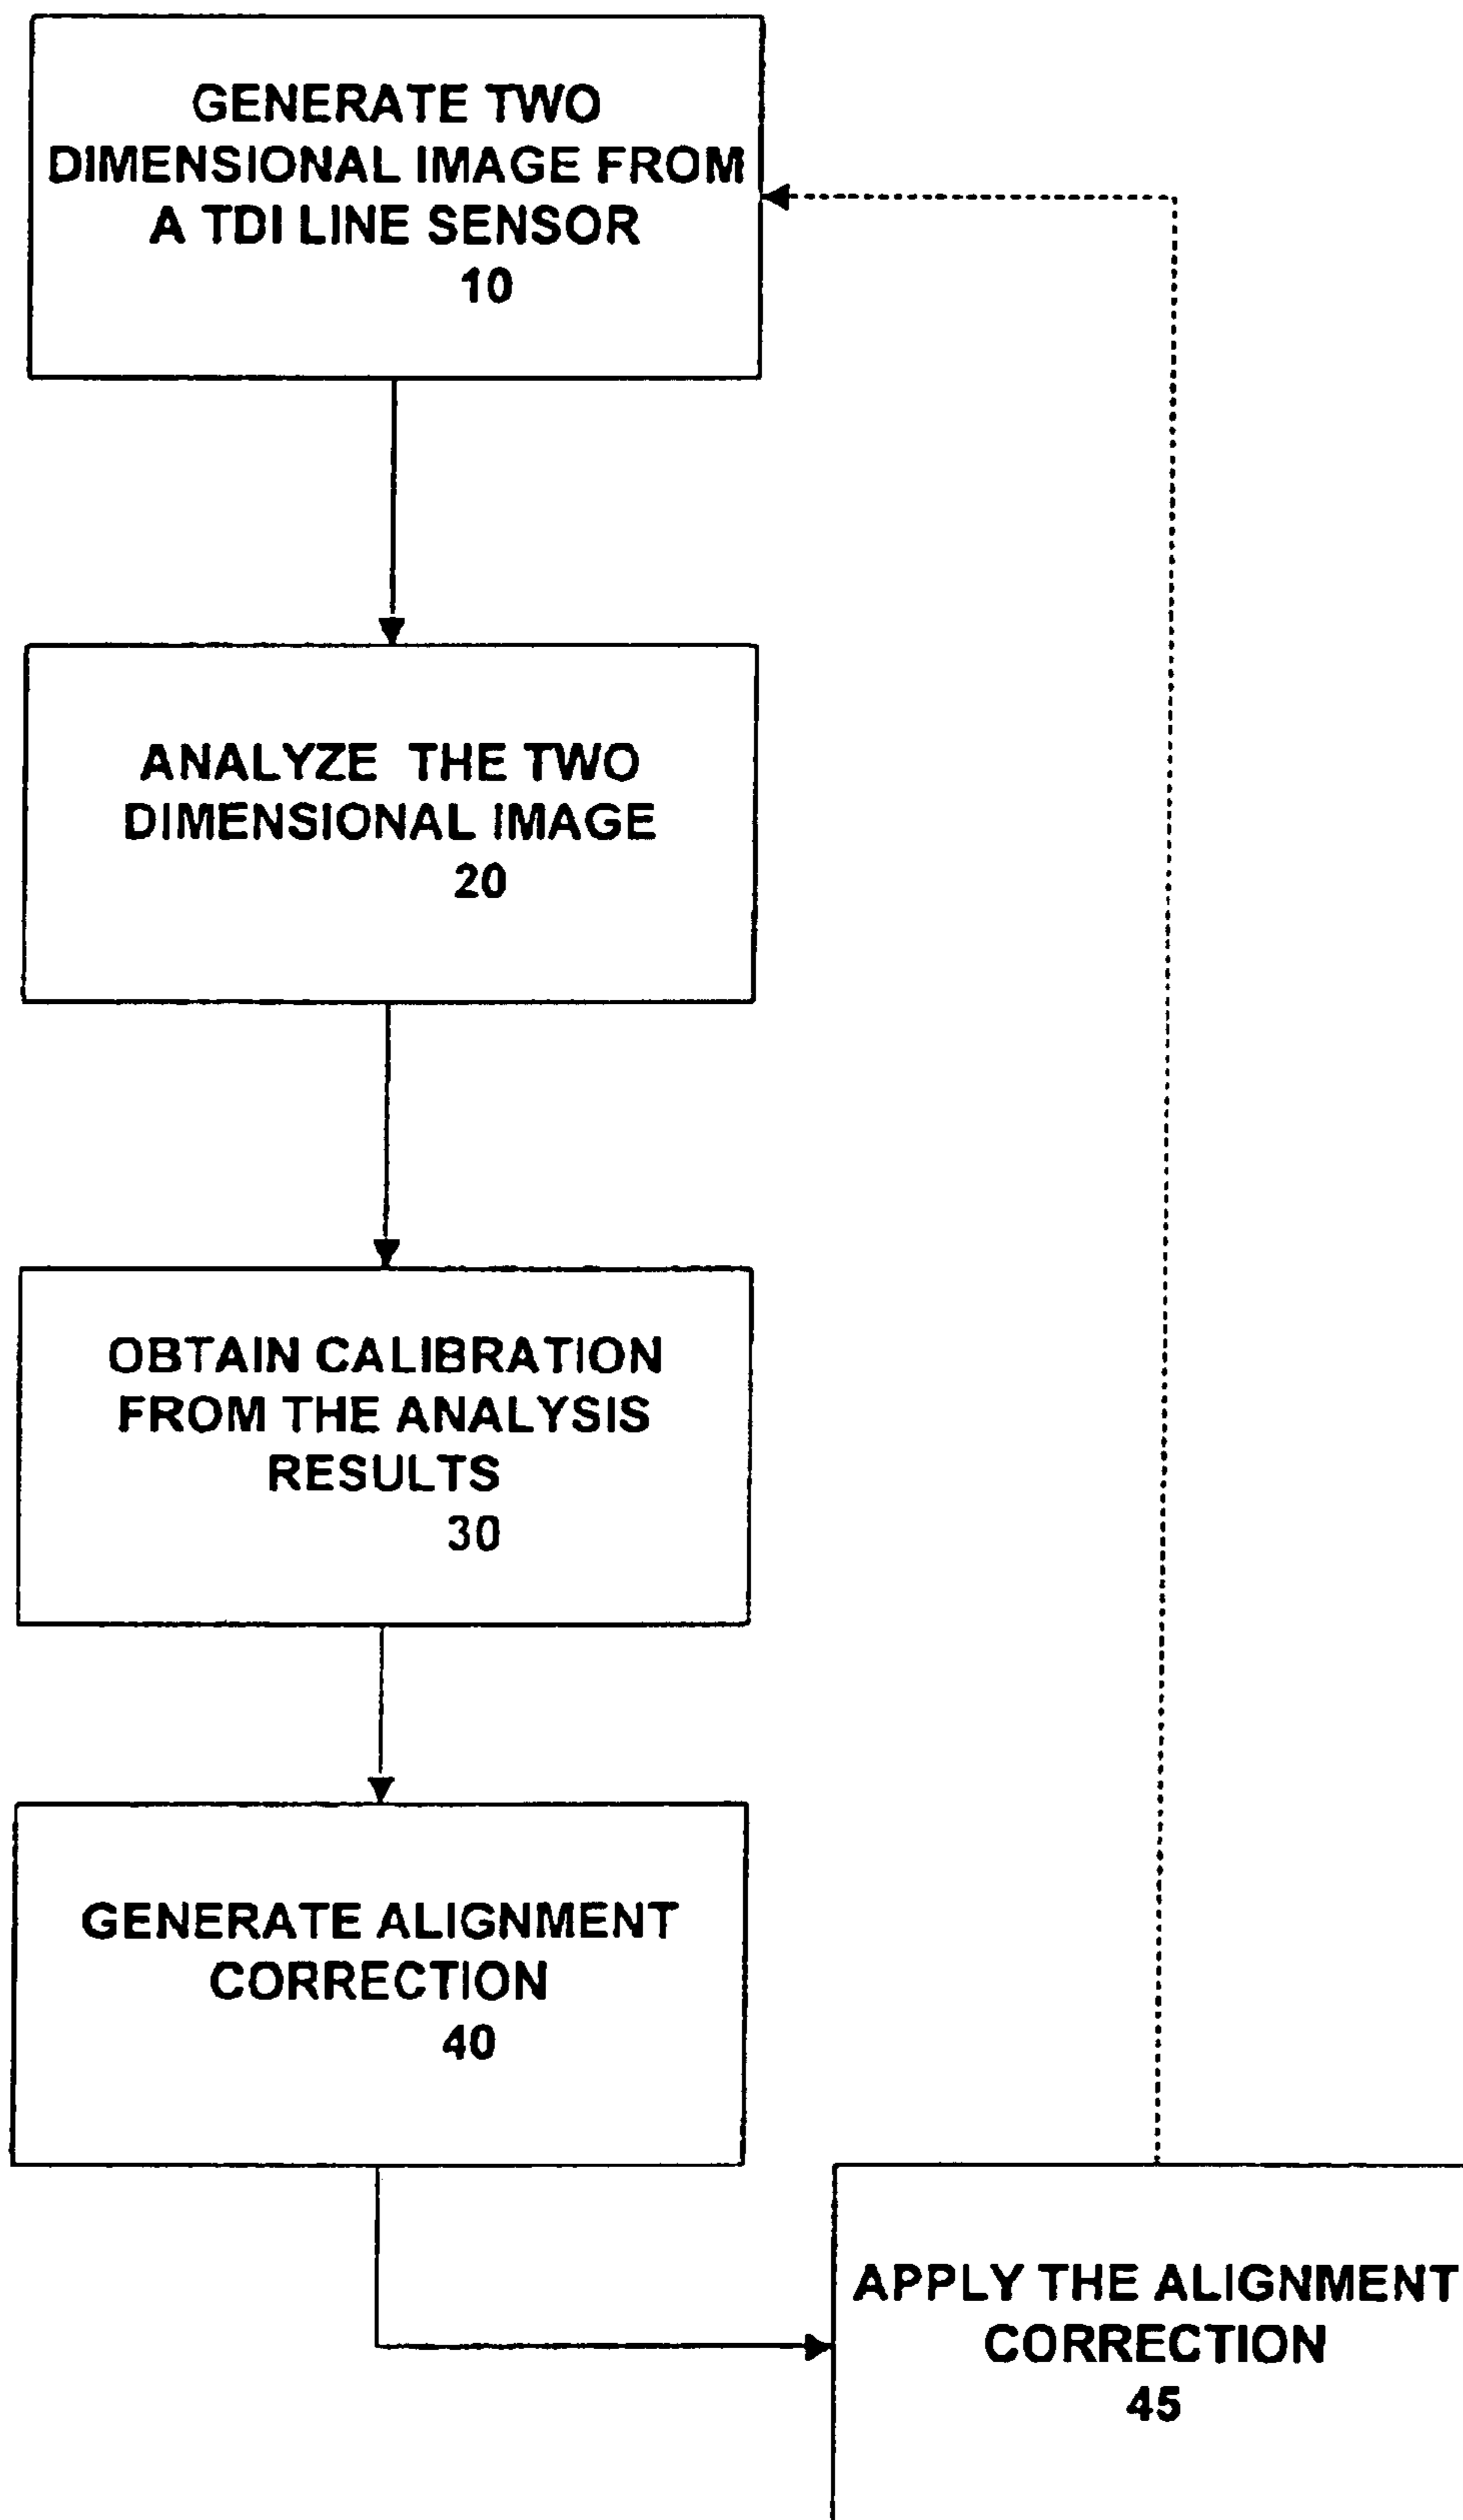 GENERATE TWO
DIMENSIONAL IMAGE FROM
A TDI LINE SENSOR
10
ANALYZE THE TWO
DIMENSIONAL IMAGE
20
OBTAIN CALIBRATION
FROM THE ANALYSIS
RESULTS
30
GENERATE ALIGNMENT
CORRECTION
40
APPLY THE ALIGNMENT
CORRECTION
45